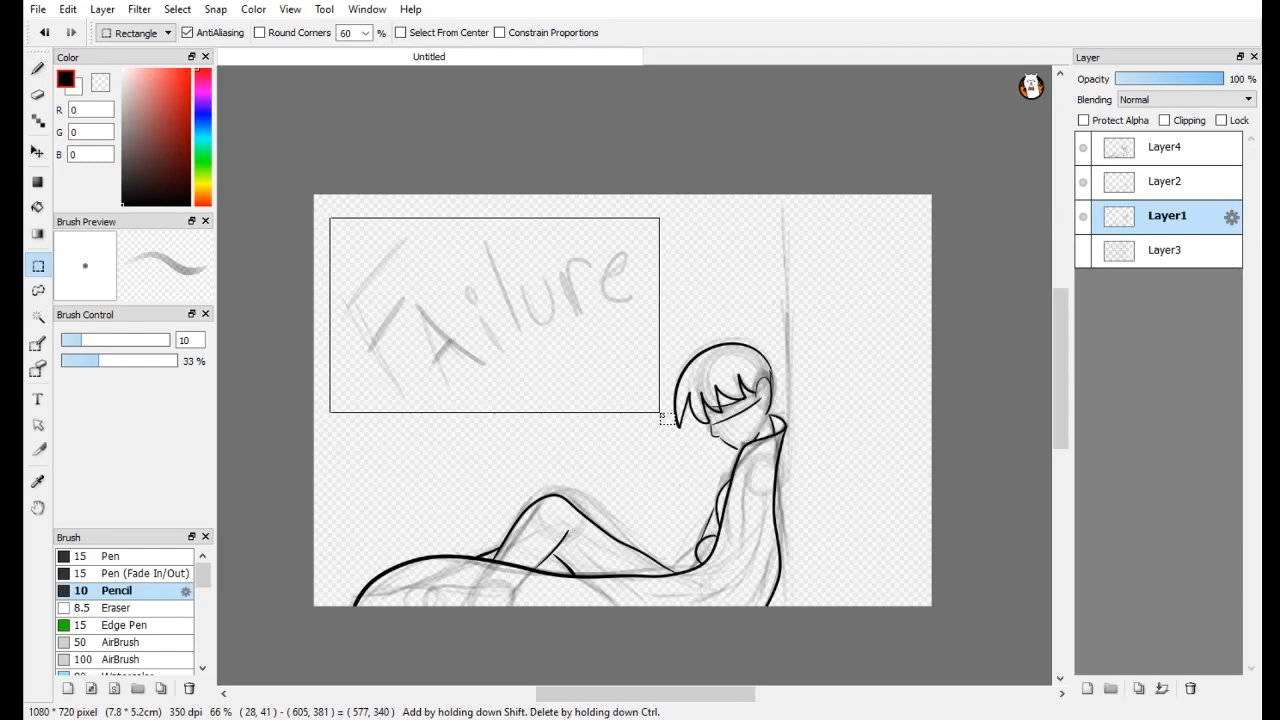 File Edit Layer Filter Select Snap Color View Tool Window Help
Rectangle AntiAliasing Round Corners 60 % Select From Center Constrain Proportions
Untitled
Color
R 0
G 0
B 0
Brush Preview
Brush Control
10
33 %
Brush
15 Pen
15 Pen (Fade In/Out)
10 Pencil
8.5 Eraser
15 Edge Pen
50 AirBrush
100 AirBrush
FAilure
Layer
Opacity 100 %
Blending Normal
Protect Alpha Clipping Lock
Layer4
Layer2
Layer1
Layer3
1080 * 720 pixel (7.8 * 5.2cm) 350 dpi 66 % ( 28, 41 ) - ( 605, 381 ) = ( 577, 340 ) Add by holding down Shift. Delete by holding down Ctrl.